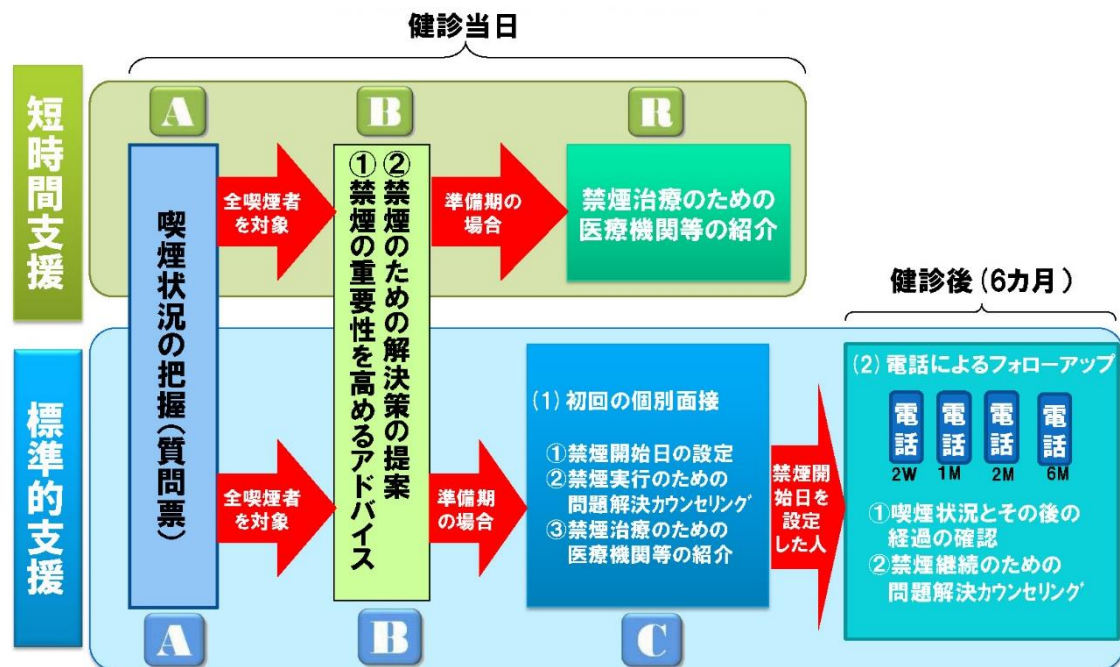 健診当日
短時間支援
A
B
R
喫煙状況の把握(質問票)
全喫煙者
を対象
①禁煙の重要性を高めるアドバイス
②禁煙のための解決策の提案
準備期の
場合
禁煙治療のための
医療機関等の紹介
健診後(6カ月)
標準的支援
全喫煙者
を対象
準備期
の場合
(1) 初回の個別面接
①禁煙開始日の設定
②禁煙実行のための
問題解決カウンセリング
③禁煙治療のための
医療機関等の紹介
禁煙開
始日を
設定
した人
(2) 電話によるフォローアップ
電話
電話
電話
電話
2W
1M
2M
6M
①喫煙状況とその後の
経過の確認
②禁煙継続のための
問題解決カウンセリング
A
B
C